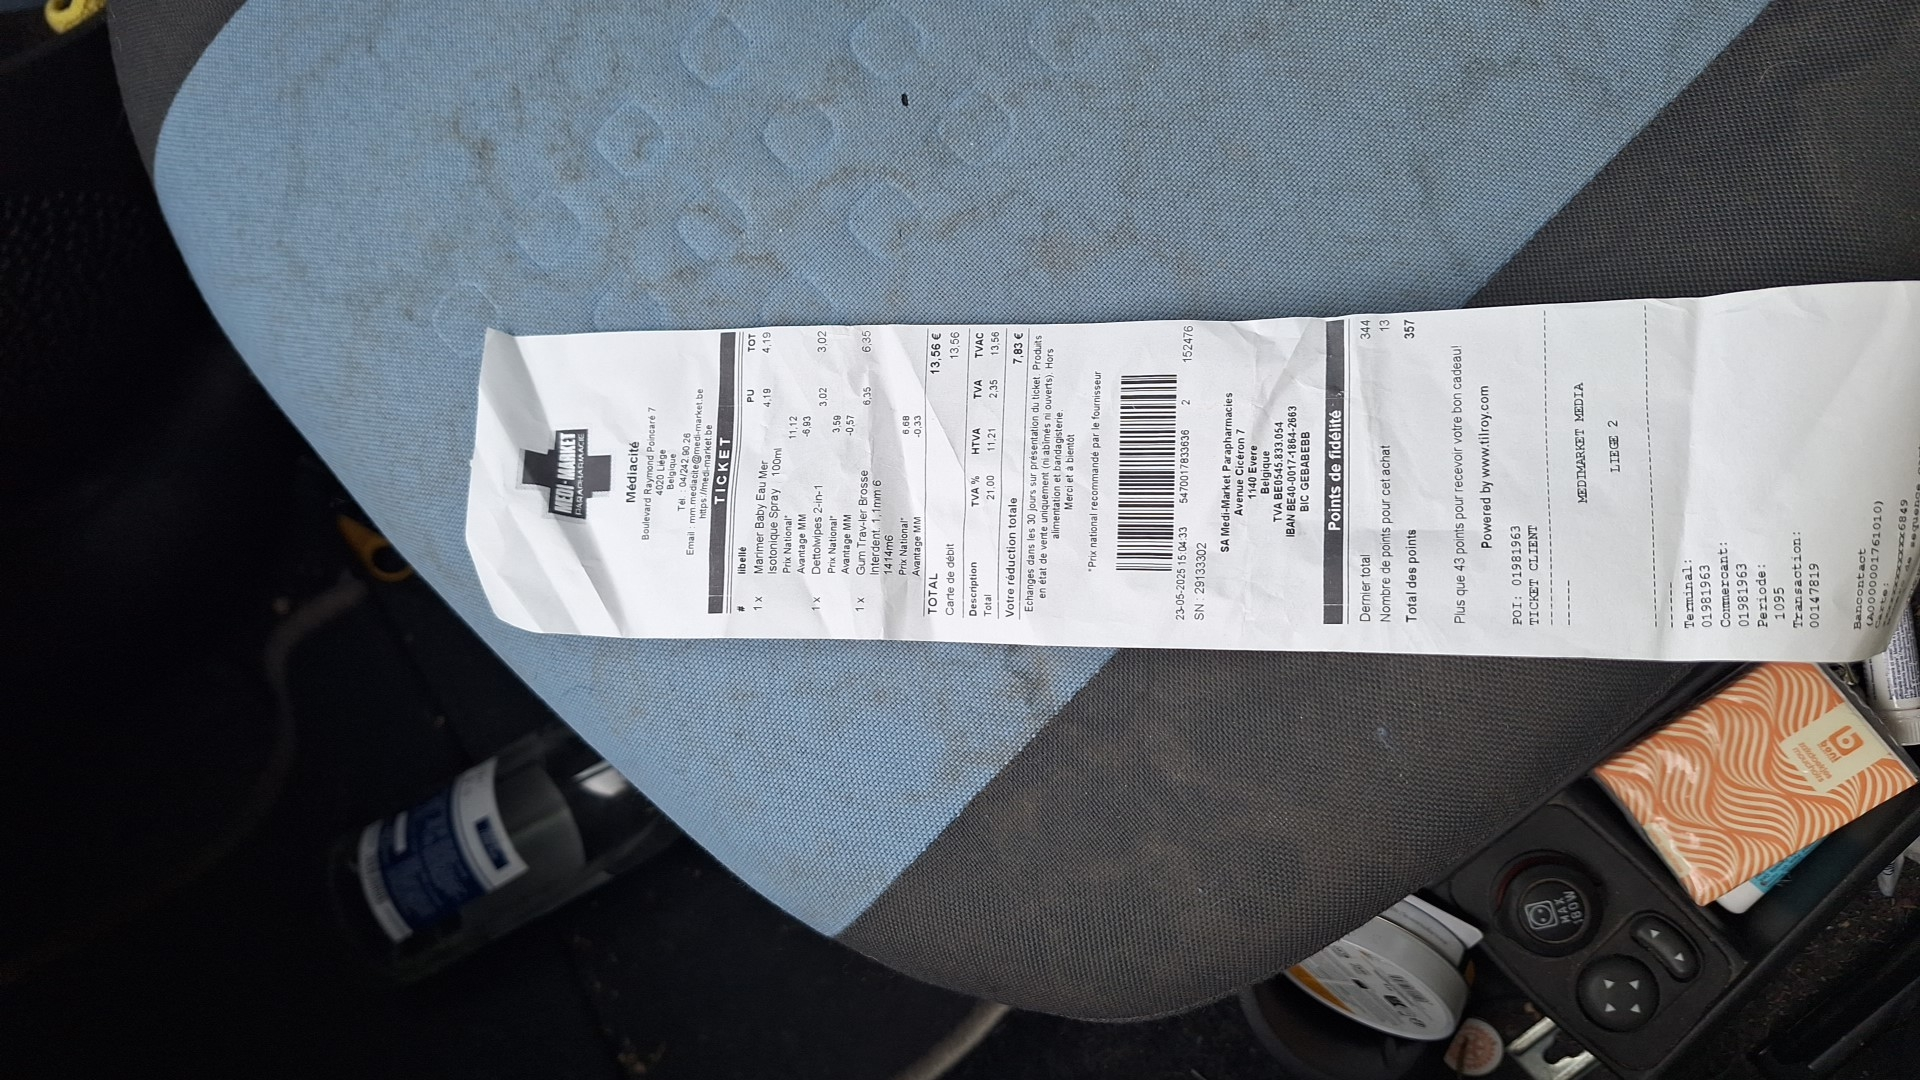 MEDI-MARKET
PARAPHARMACIE
Médiacité
Boulevard Raymond Poincaré 7
4020 Liège
Belgique
Tél. : 04/242.90.26
Email : mm.mediacite@medi-market.be
https://medi-market.be
TICKET
# libellé PU TOT
1 x Marimer Baby Eau Mer 4,19 4,19
Isotonique Spray 100ml
Prix National* 11,12
Avantage MM -6,93
1 x Dettolwipes 2-in-1 3,02 3,02
Prix National* 3,59
Avantage MM -0,57
1 x Gum Trav-ler Brosse 6,35 6,35
Interdent. 1,1mm 6
1414m6
Prix National* 6,68
Avantage MM -0,33
TOTAL 13,56 €
Carte de débit 13,56
Description TVA % HTVA TVA TVAC
Total 21,00 11,21 2,35 13,56
Votre réduction totale 7,83 €
Echanges dans les 30 jours sur présentation du ticket. Produits
en état de vente uniquement (ni abîmés ni ouverts). Hors
alimentation et bandagisterie.
Merci et à bientôt
*Prix national recommandé par le fournisseur
23-05-2025 15:04:33 5470017833636 2 152476
SN : 29133302
SA Medi-Market Parapharmacies
Avenue Cicéron 7
1140 Evere
Belgique
TVA BE0545.833.054
IBAN BE40-0017-1864-2663
BIC GEBABEBB
Points de fidélité
Dernier total 344
Nombre de points pour cet achat 13
Total des points 357
Plus que 43 points pour recevoir votre bon cadeau!
Powered by www.tilroy.com
POI: 01981963
TICKET CLIENT
MEDIMARKET MEDIA
LIEGE 2
Terminal:
01981963
Commercant:
01981963
Periode:
1095
Transaction:
00147819
Bancontact
(A0000001761010)
Carte:
MAX
180W